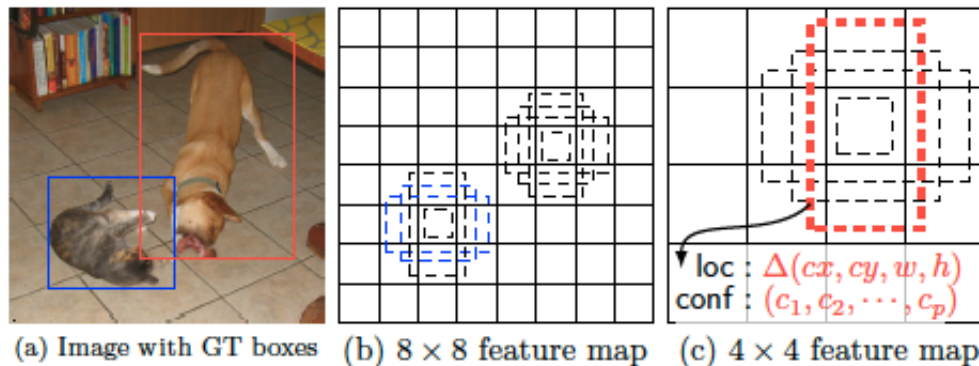 loc : Δ(cx, cy, w, h)
conf : (c₁, c₂, ⋯, cₚ)
(a) Image with GT boxes
(b) 8 × 8 feature map
(c) 4 × 4 feature map